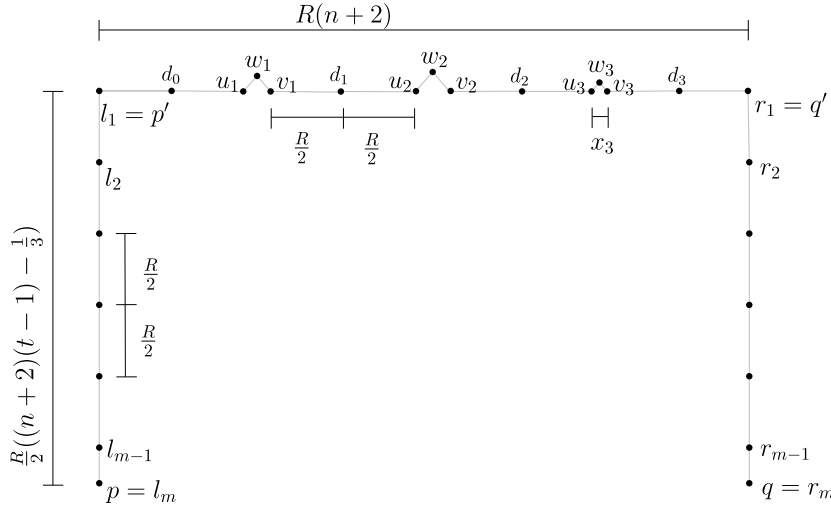 R(n + 2)
d₀ u₁ w₁ v₁ d₁ u₂ w₂ v₂ d₂ u₃ w₃ v₃ d₃
l₁ = p′ r₁ = q′
R/2 R/2 x₃
l₂ r₂
R/2
R/2
R/2((n + 2)(t − 1) − 1/3)
lₘ₋₁ rₘ₋₁
p = lₘ q = rₘ